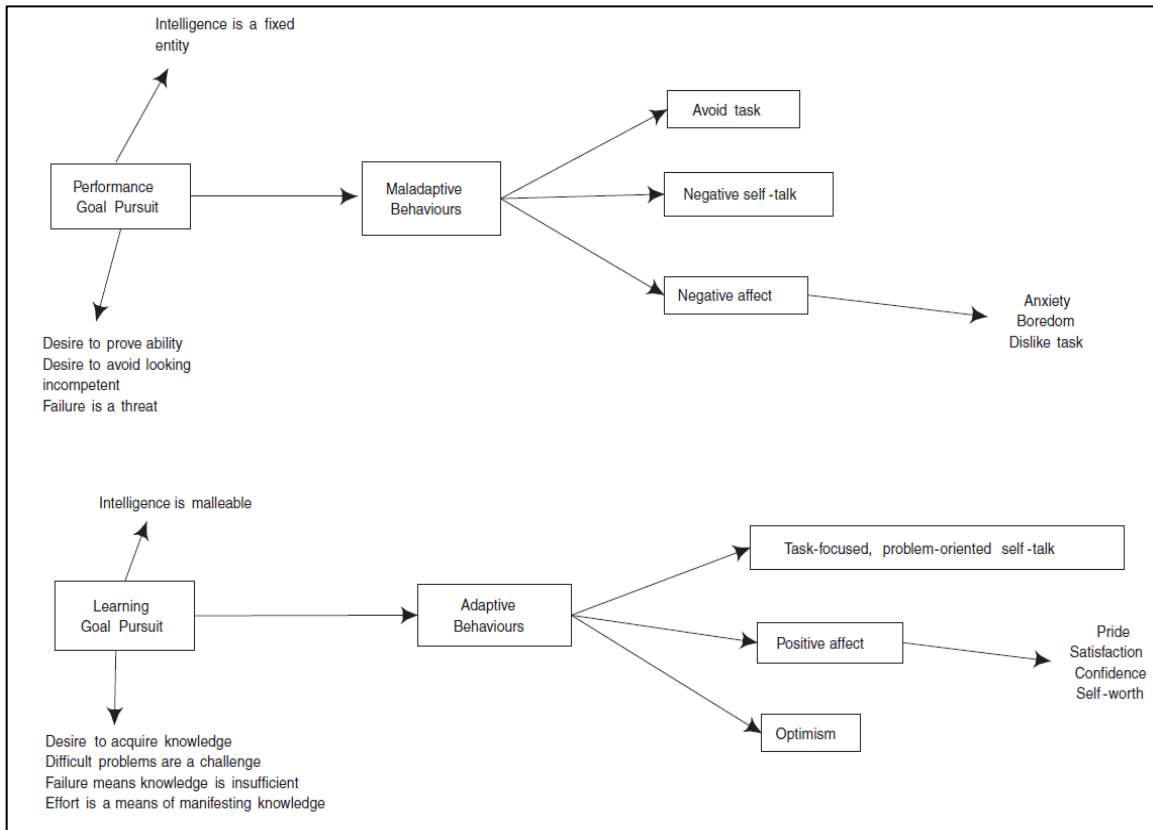 Intelligence is a fixed
entity
Avoid task
Performance
Goal Pursuit
Maladaptive
Behaviours
Negative self-talk
Negative affect
Anxiety
Boredom
Dislike task
Desire to prove ability
Desire to avoid looking
incompetent
Failure is a threat
Intelligence is malleable
Task-focused, problem-oriented self-talk
Learning
Goal Pursuit
Adaptive
Behaviours
Positive affect
Pride
Satisfaction
Confidence
Self-worth
Optimism
Desire to acquire knowledge
Difficult problems are a challenge
Failure means knowledge is insufficient
Effort is a means of manifesting knowledge